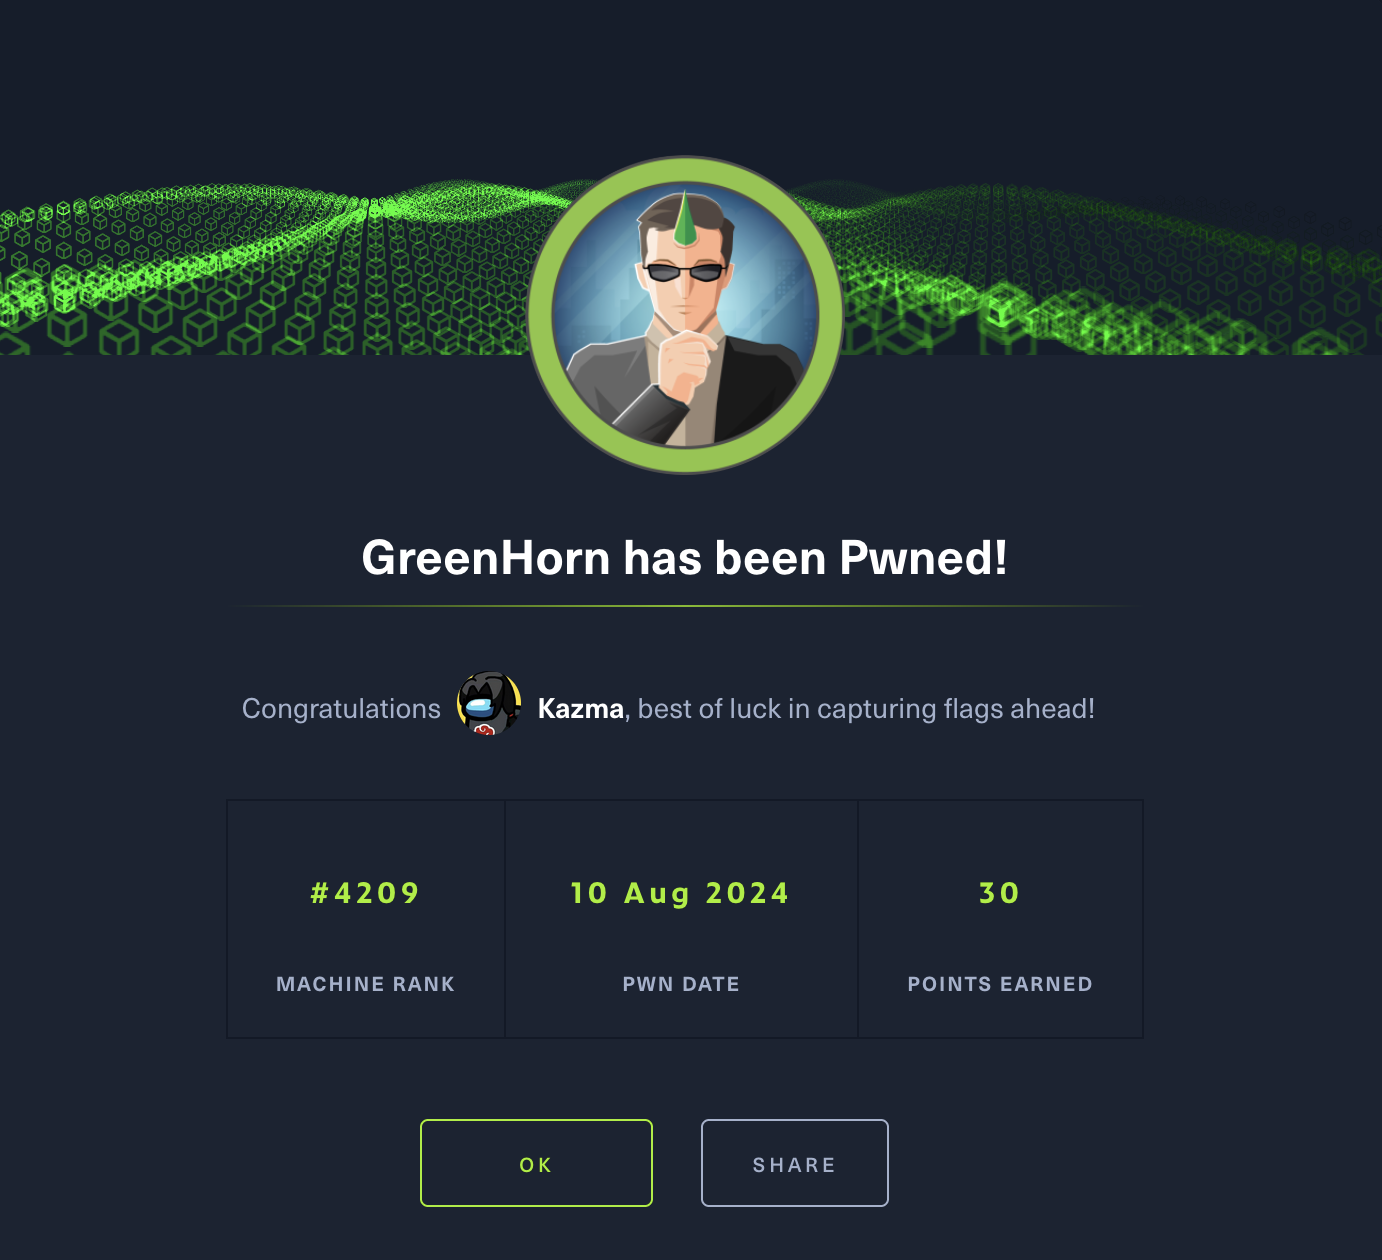 GreenHorn has been Pwned!
Congratulations Kazma, best of luck in capturing flags ahead!
#4209 10 Aug 2024 30
MACHINE RANK PWN DATE POINTS EARNED
OK SHARE